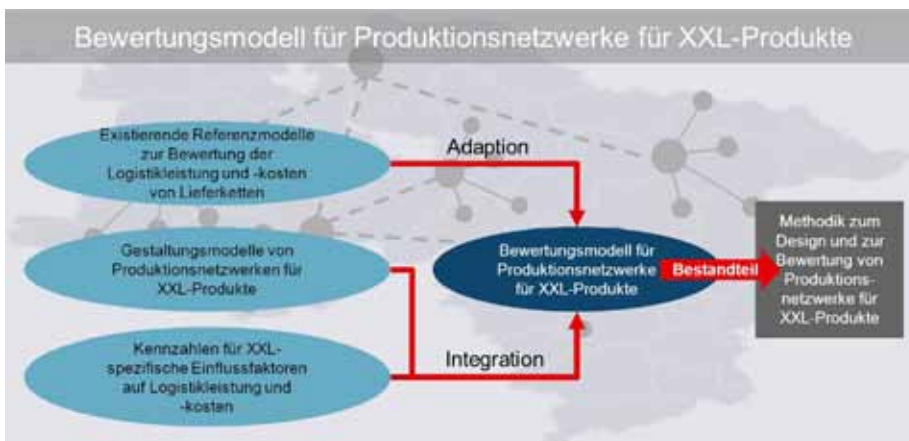 Bewertungsmodell für Produktionsnetzwerke für XXL-Produkte
Existierende Referenzmodelle
zur Bewertung der
Logistikleistung und -kosten
von Lieferketten
Adaption
Gestaltungsmodelle von
Produktionsnetzwerken für
XXL-Produkte
Bewertungsmodell für
Produktionsnetzwerke
für XXL-Produkte
Bestandteil
Methodik zum
Design und zur
Bewertung von
Produktions-
netzwerke für
XXL-Produkte
Kennzahlen für XXL-
spezifische Einflussfaktoren
auf Logistikleistung und
-kosten
Integration